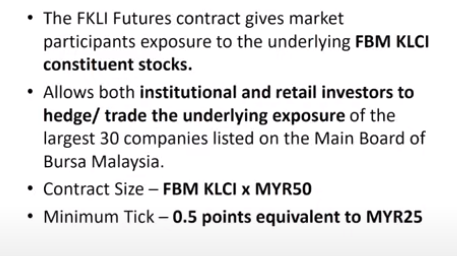 • The FKLI Futures contract gives market
participants exposure to the underlying FBM KLCI
constituent stocks.
• Allows both institutional and retail investors to
hedge/ trade the underlying exposure of the
largest 30 companies listed on the Main Board of
Bursa Malaysia.
• Contract Size – FBM KLCI x MYR50
• Minimum Tick – 0.5 points equivalent to MYR25